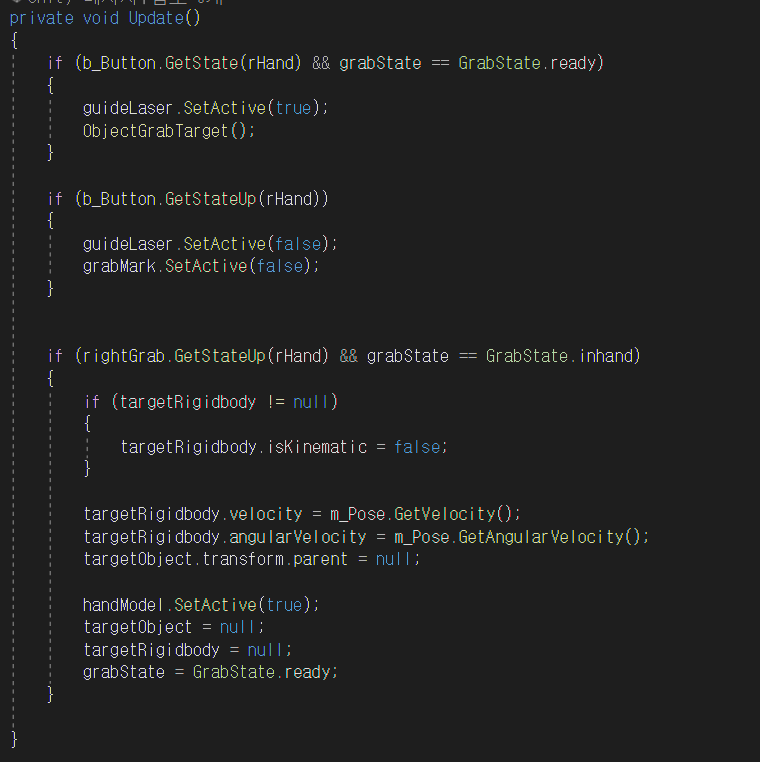 private void Update()
{
if (b_Button.GetState(rHand) && grabState == GrabState.ready)
{
guideLaser.SetActive(true);
ObjectGrabTarget();
}
if (b_Button.GetStateUp(rHand))
{
guideLaser.SetActive(false);
grabMark.SetActive(false);
}
if (rightGrab.GetStateUp(rHand) && grabState == GrabState.inhand)
{
if (targetRigidbody != null)
{
targetRigidbody.isKinematic = false;
}
targetRigidbody.velocity = m_Pose.GetVelocity();
targetRigidbody.angularVelocity = m_Pose.GetAngularVelocity();
targetObject.transform.parent = null;
handModel.SetActive(true);
targetObject = null;
targetRigidbody = null;
grabState = GrabState.ready;
}
}